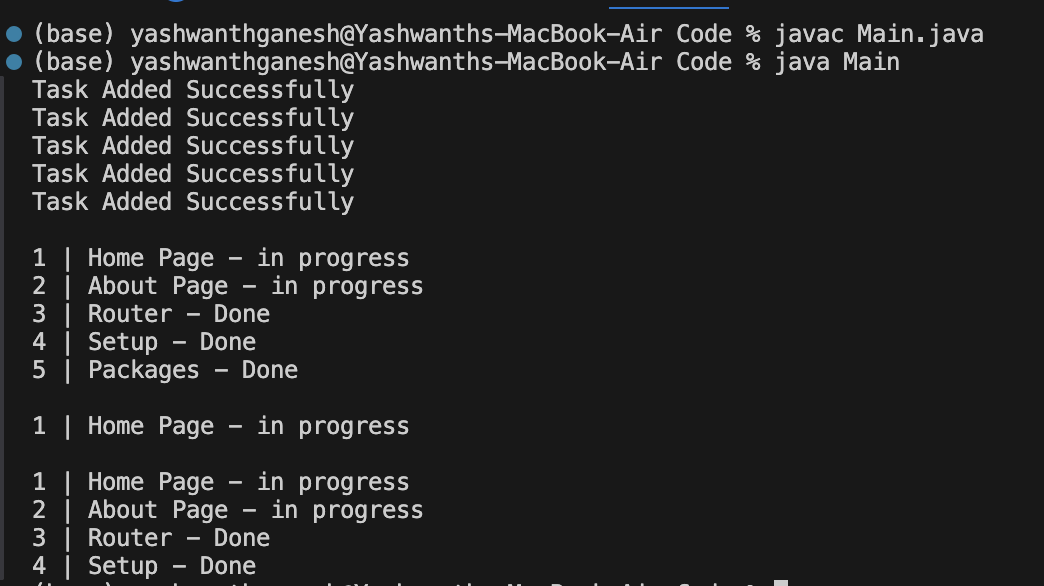 (base) yashwanthganesh@Yashwanths-MacBook-Air Code % javac Main.java
(base) yashwanthganesh@Yashwanths-MacBook-Air Code % java Main
Task Added Successfully
Task Added Successfully
Task Added Successfully
Task Added Successfully
Task Added Successfully
1 | Home Page - in progress
2 | About Page - in progress
3 | Router - Done
4 | Setup - Done
5 | Packages - Done
1 | Home Page - in progress
1 | Home Page - in progress
2 | About Page - in progress
3 | Router - Done
4 | Setup - Done